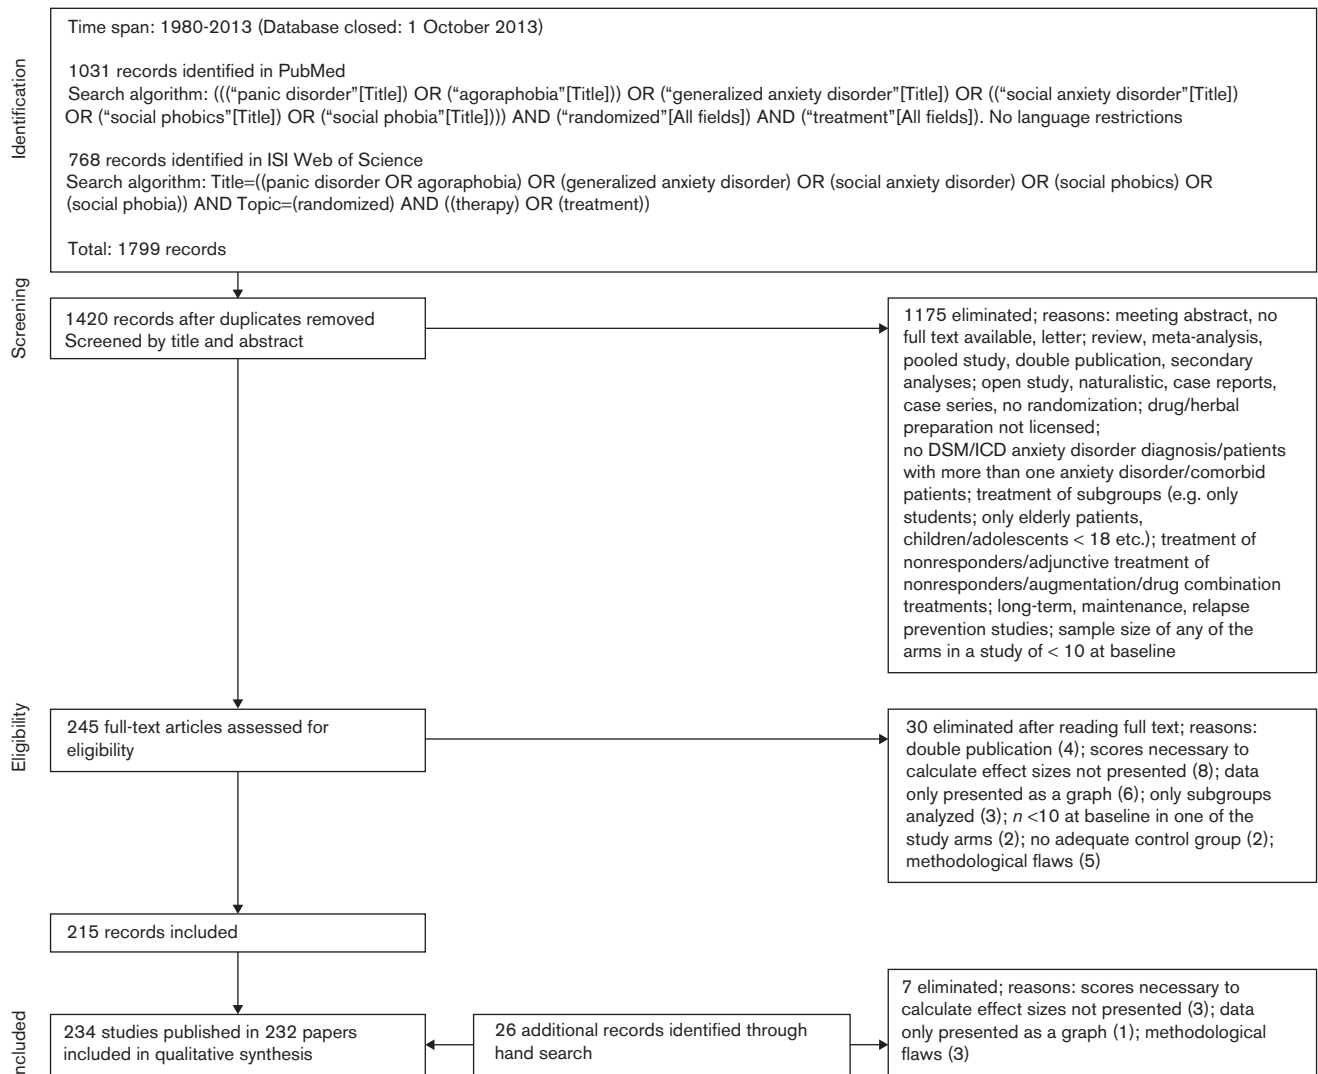 Identification
Time span: 1980-2013 (Database closed: 1 October 2013)
1031 records identified in PubMed
Search algorithm: (((“panic disorder”[Title]) OR (“agoraphobia”[Title])) OR (“generalized anxiety disorder”[Title]) OR ((“social anxiety disorder”[Title])
OR (“social phobics”[Title]) OR (“social phobia”[Title]))) AND (“randomized”[All fields]) AND (“treatment”[All fields]). No language restrictions
768 records identified in ISI Web of Science
Search algorithm: Title=((panic disorder OR agoraphobia) OR (generalized anxiety disorder) OR (social anxiety disorder) OR (social phobics) OR
(social phobia)) AND Topic=(randomized) AND ((therapy) OR (treatment))
Total: 1799 records
Screening
1420 records after duplicates removed
Screened by title and abstract
1175 eliminated; reasons: meeting abstract, no
full text available, letter; review, meta-analysis,
pooled study, double publication, secondary
analyses; open study, naturalistic, case reports,
case series, no randomization; drug/herbal
preparation not licensed;
no DSM/ICD anxiety disorder diagnosis/patients
with more than one anxiety disorder/comorbid
patients; treatment of subgroups (e.g. only
students; only elderly patients,
children/adolescents < 18 etc.); treatment of
nonresponders/adjunctive treatment of
nonresponders/augmentation/drug combination
treatments; long-term, maintenance, relapse
prevention studies; sample size of any of the
arms in a study of < 10 at baseline
Eligibility
245 full-text articles assessed for
eligibility
30 eliminated after reading full text; reasons:
double publication (4); scores necessary to
calculate effect sizes not presented (8); data
only presented as a graph (6); only subgroups
analyzed (3); n <10 at baseline in one of the
study arms (2); no adequate control group (2);
methodological flaws (5)
215 records included
Included
234 studies published in 232 papers
included in qualitative synthesis
26 additional records identified through
hand search
7 eliminated; reasons: scores necessary to
calculate effect sizes not presented (3); data
only presented as a graph (1); methodological
flaws (3)